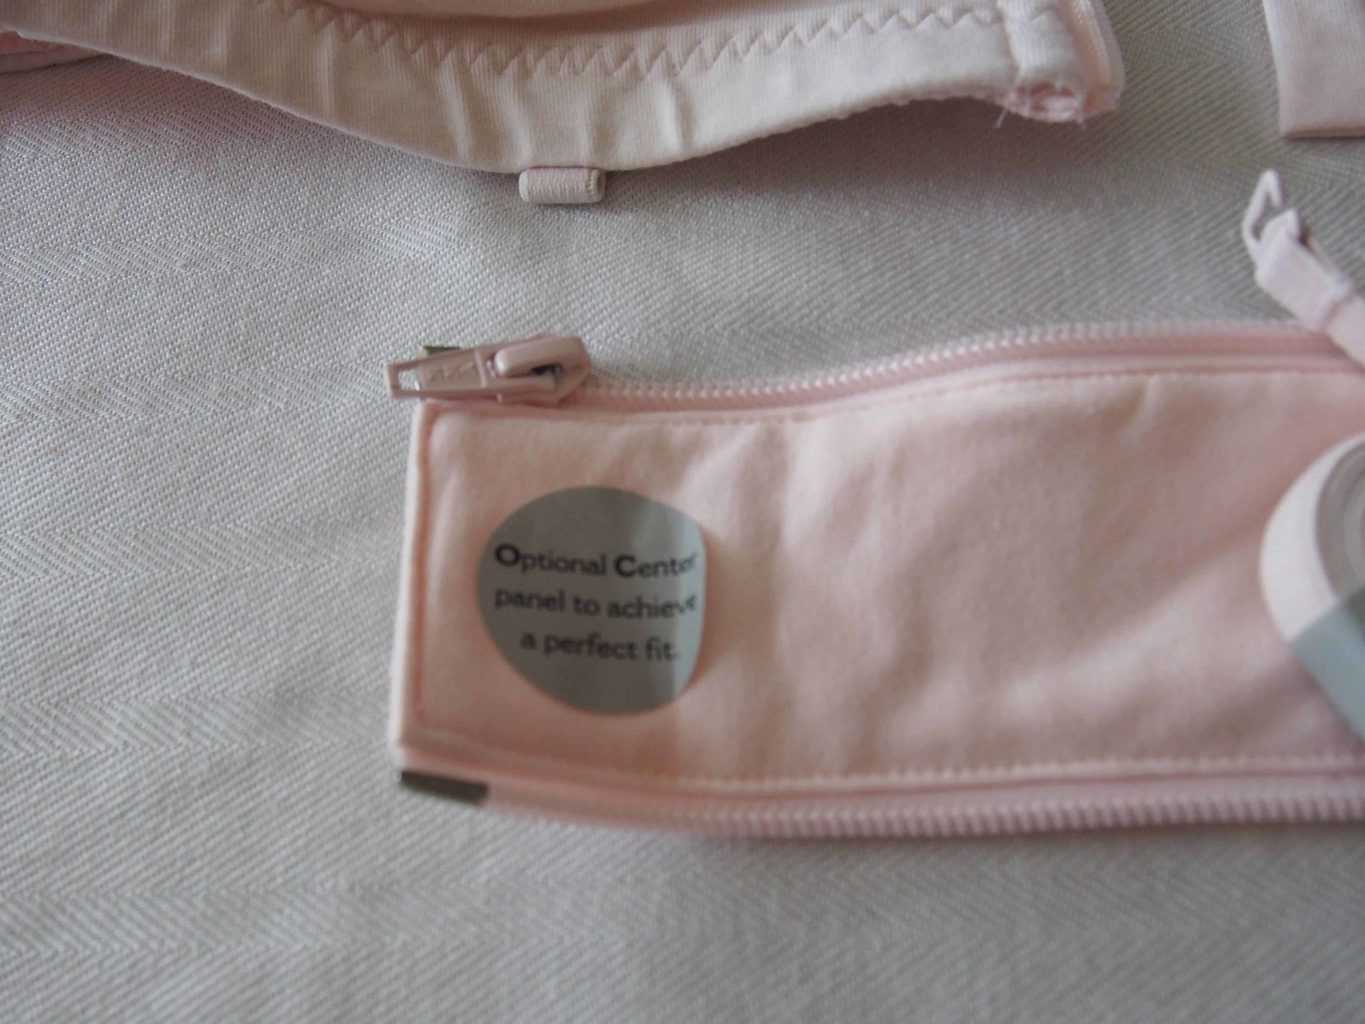 Optional Center
panel to achieve
a perfect fit.